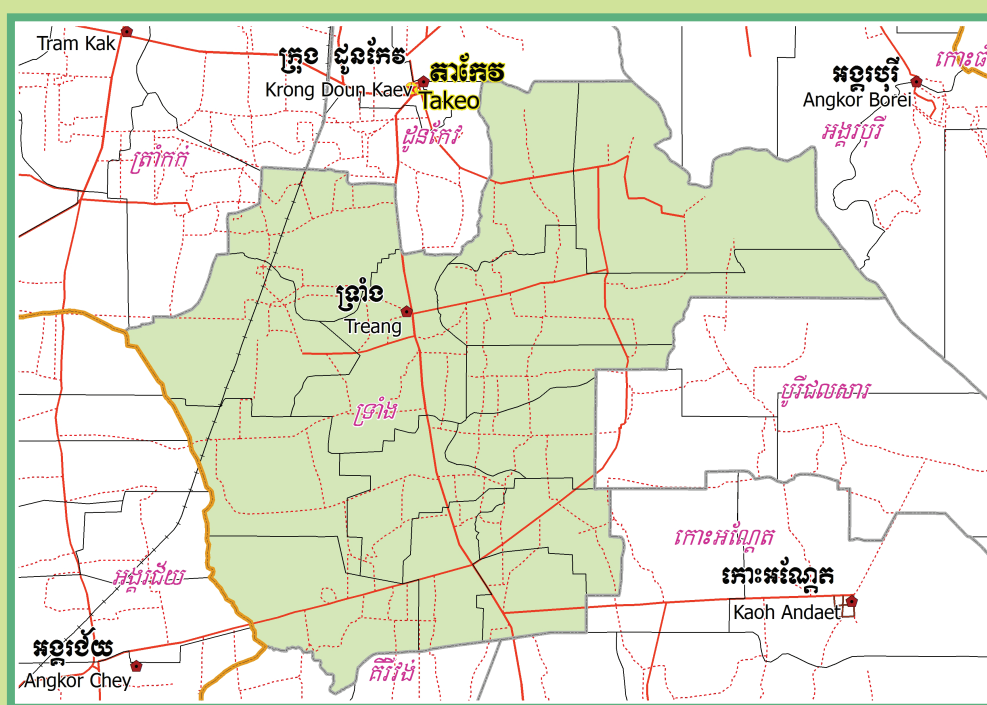 Tram Kak
ក្រុង ដូនកែវ
Krong Doun Kaev
តាកែវ
Takeo
អង្គរបូរី
Angkor Borei
អង្គរបុរី
ត្រាំកក់
ដូនកែវ
ទ្រាំង
Treang
ទ្រាំង
បូរីជលសារ
កោះអណ្តែត
កោះអណ្តែត
Kaoh Andaet
អង្គរជ័យ
អង្គរជ័យ
Angkor Chey
គិរីវង់